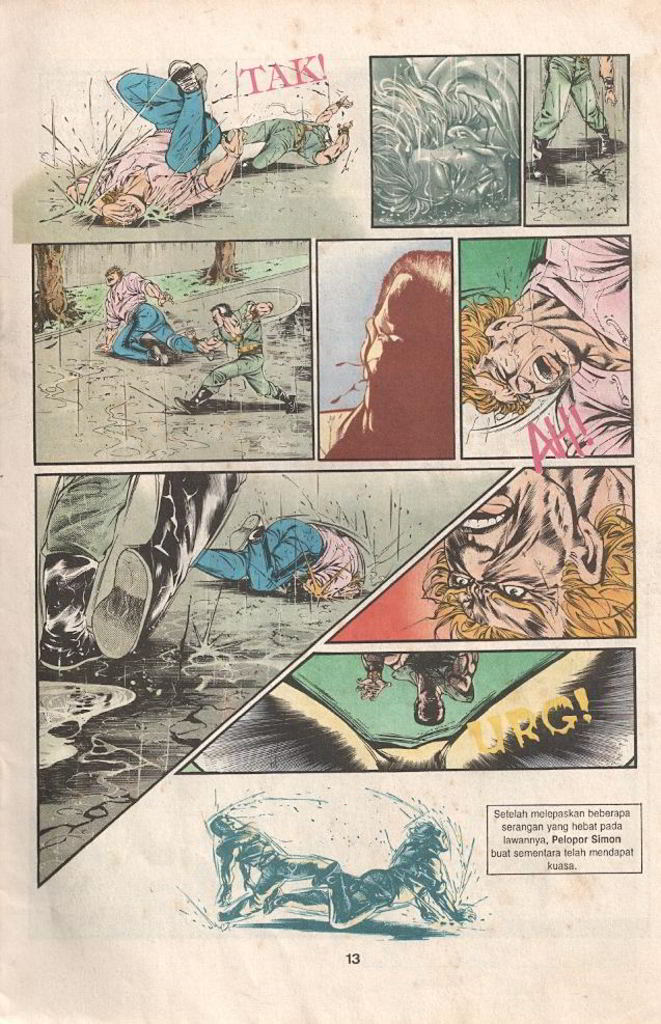 TAK!
AH!
URG!
Setelah melepaskan beberapa
serangan yang hebat pada
lawannya, Pelopor Simon
buat sementara telah mendapat
kuasa.
13